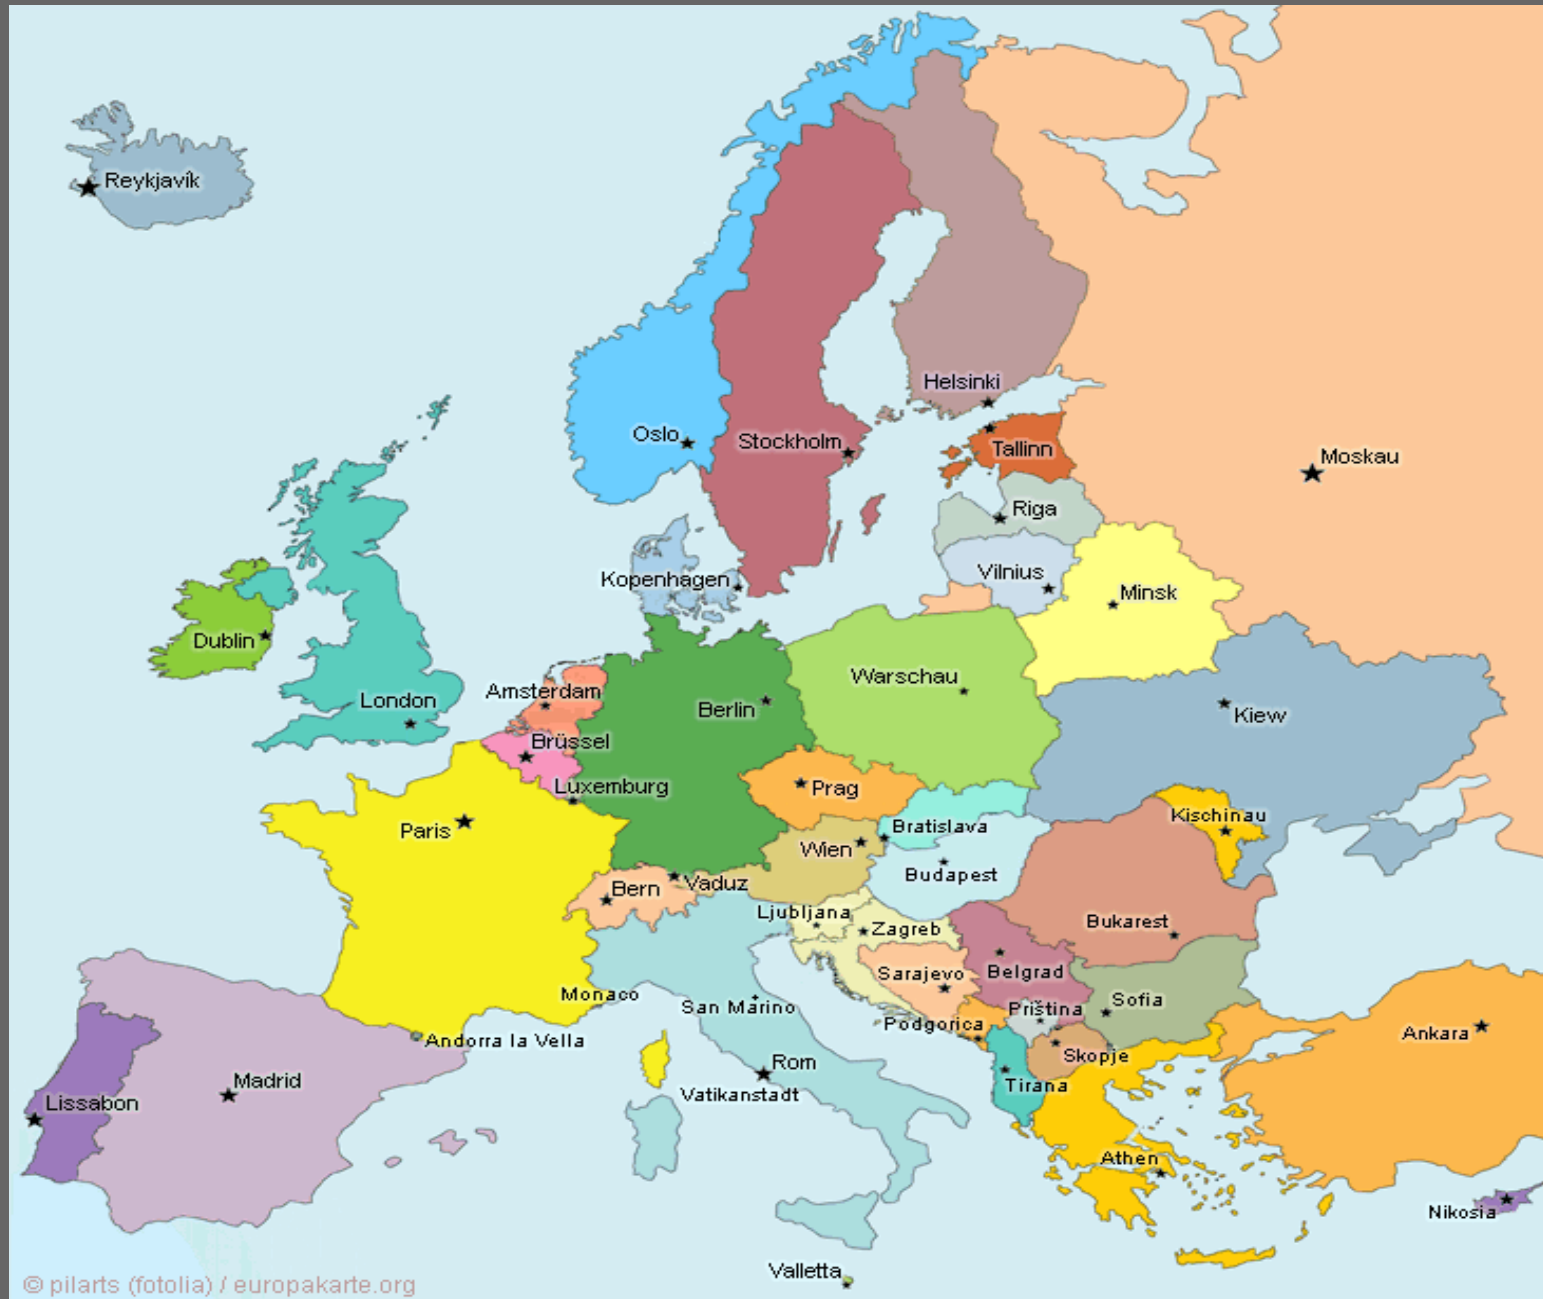 Reykjavík
Helsinki
Oslo
Stockholm
Tallinn
Moskau
Riga
Vilnius
Kopenhagen
Minsk
Dublin
Warschau
Amsterdam
London
Berlin
Kiew
Brüssel
Luxemburg
Prag
Kischinau
Paris
Bratislava
Wien
Budapest
Vaduz
Bern
Ljubljana
Zagreb
Bukarest
Sarajevo
Belgrad
Monaco
San Marino
Sofia
Priština
Podgorica
Andorra la Vella
Ankara
Skopje
Rom
Madrid
Tirana
Vatikanstadt
Lissabon
Athen
Nikosia
Valletta
© pilarts (fotolia) / europakarte.org